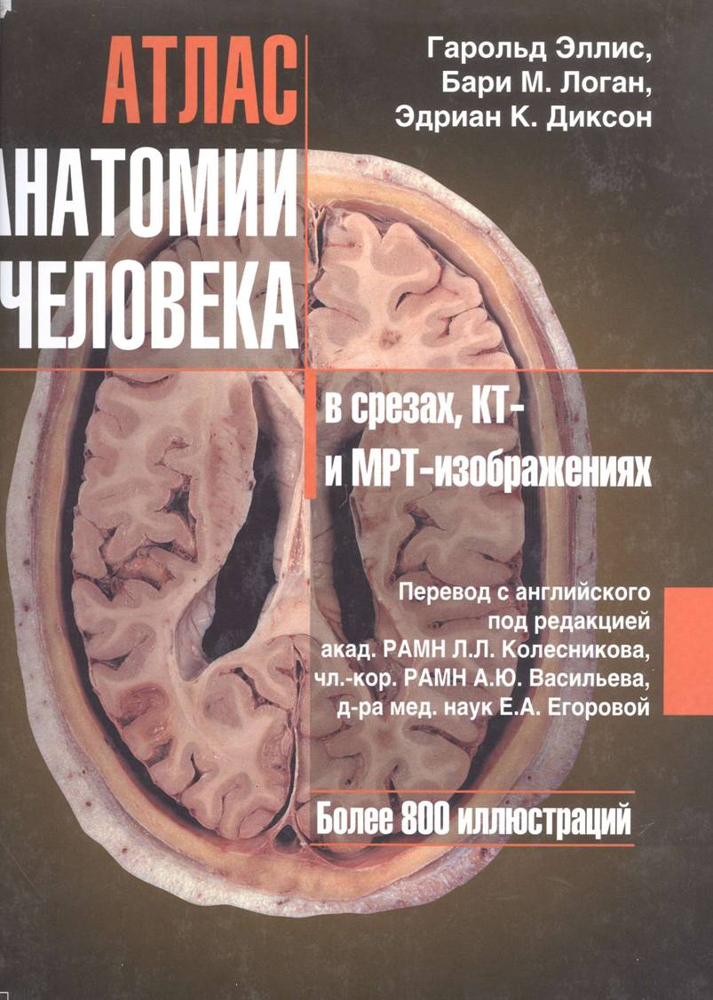 АТЛАС
АНАТОМИИ
ЧЕЛОВЕКА
Гарольд Эллис,
Бари М. Логан,
Эдриан К. Диксон
в срезах, КТ-
и МРТ-изображениях
Перевод с английского
под редакцией
акад. РАМН Л.Л. Колесникова,
чл.-кор. РАМН А.Ю. Васильева,
д-ра мед. наук Е.А. Егоровой
Более 800 иллюстраций